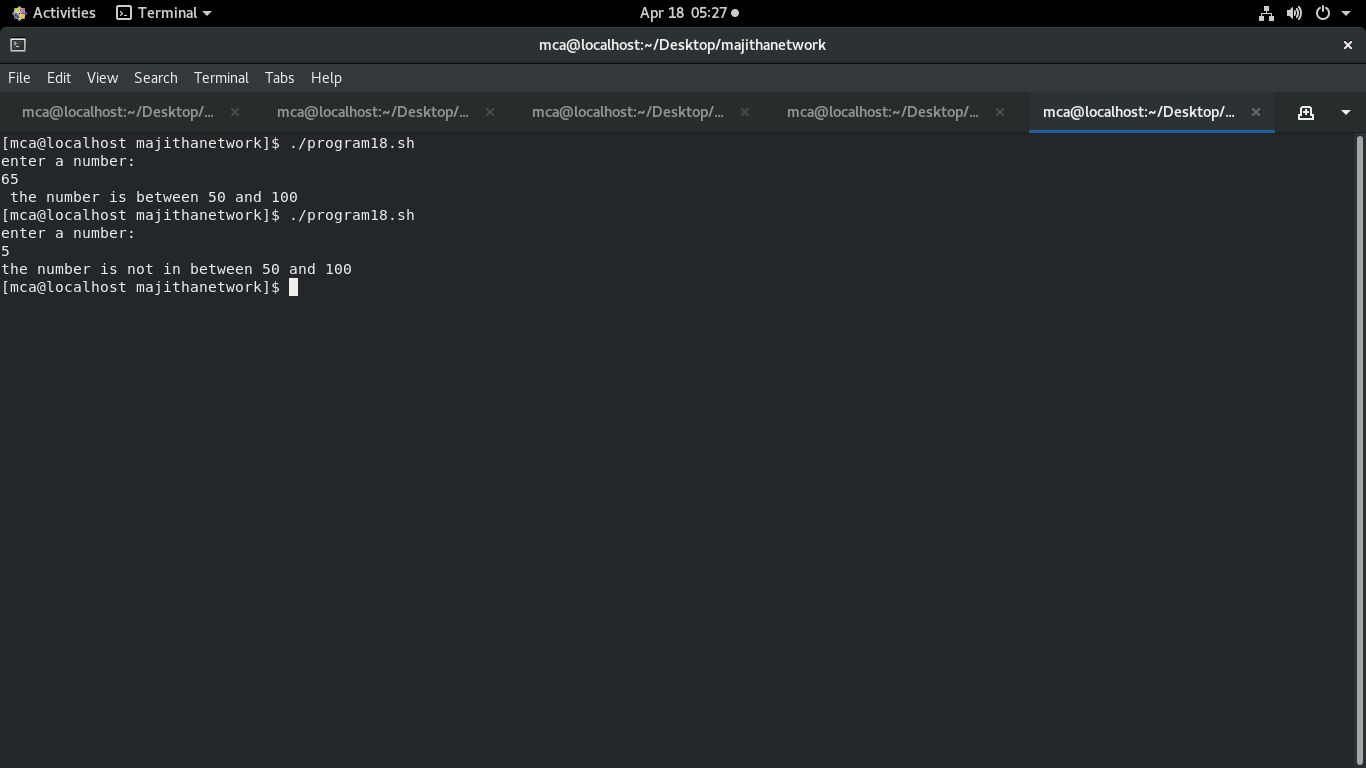 Activities Terminal Apr 18 05:27
mca@localhost:~/Desktop/majithanetwork
File Edit View Search Terminal Tabs Help
mca@localhost:~/Desktop/... mca@localhost:~/Desktop/... mca@localhost:~/Desktop/... mca@localhost:~/Desktop/... mca@localhost:~/Desktop/...
[mca@localhost majithanetwork]$ ./program18.sh
enter a number:
65
 the number is between 50 and 100
[mca@localhost majithanetwork]$ ./program18.sh
enter a number:
5
the number is not in between 50 and 100
[mca@localhost majithanetwork]$